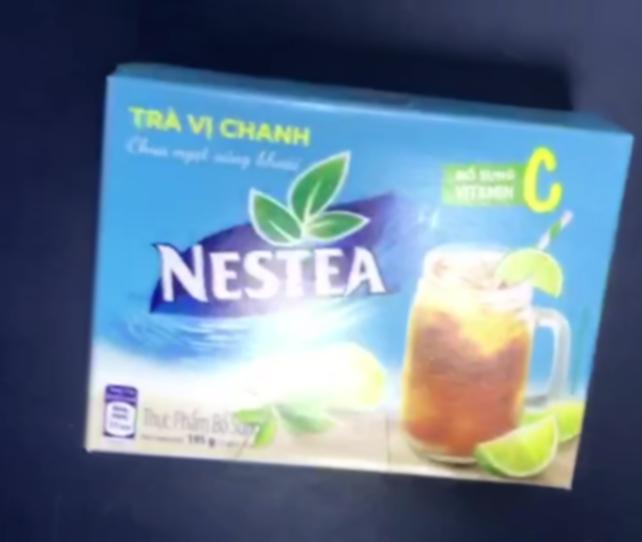 TRÀ VỊ CHANH
Chua ngọt sảng khoái
BỔ SUNG
VITAMIN C
NESTEA
Thực Phẩm Bổ Sung
195 g